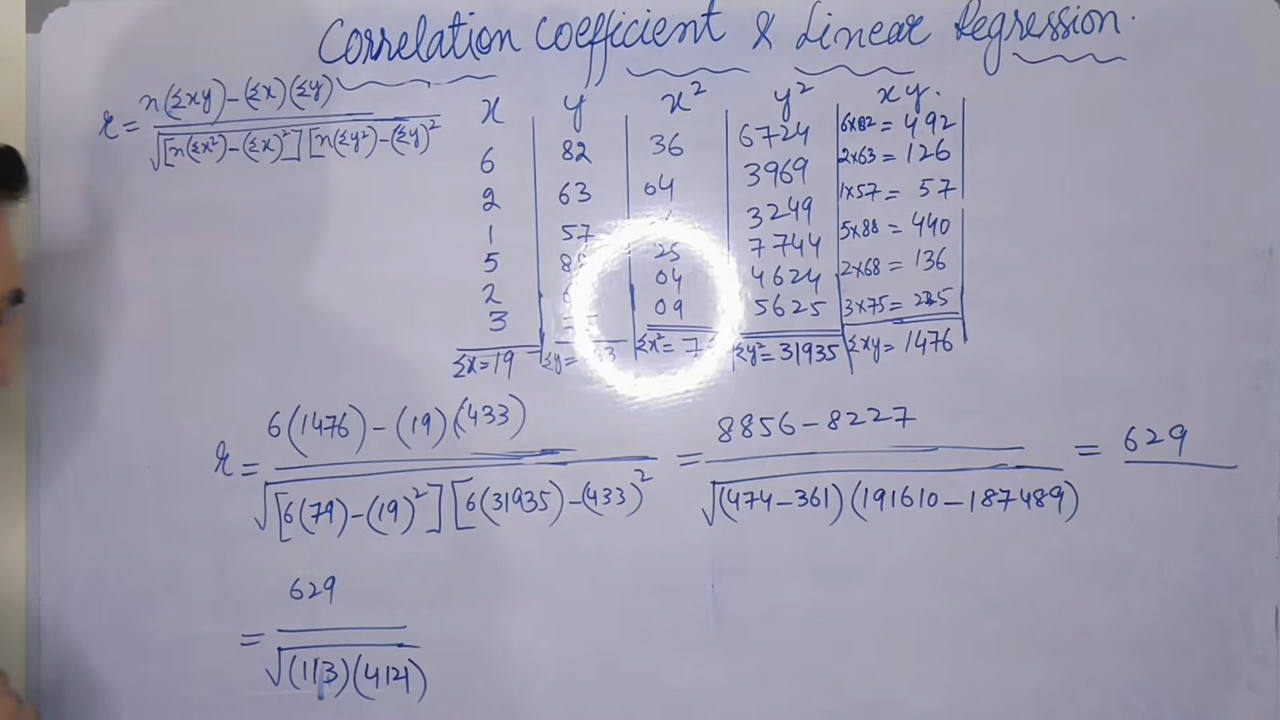 Correlation Coefficient & Linear Regression.
r = n(Σxy) – (Σx)(Σy) / √[n(Σx²) – (Σx)²] [n(Σy²) – (Σy)²
x y x² y² xy.
6 82 36 6724 6x82 = 492
2 63 04 3969 2x63 = 126
1 57 3249 1x57 = 57
5 25 7744 5x88 = 440
2 04 4624 2x68 = 136
3 09 5625 3x75 = 225
Σx = 19 Σy = 33 Σx² = 7 Σy² = 31935 Σxy = 1476
r = 6(1476) – (19)(433) / √[6(79) – (19)²] [6(31935) – (433)² = 8856 – 8227 / √(474 – 361)(191610 – 187489) = 629
= 629 / √(113)(4121)